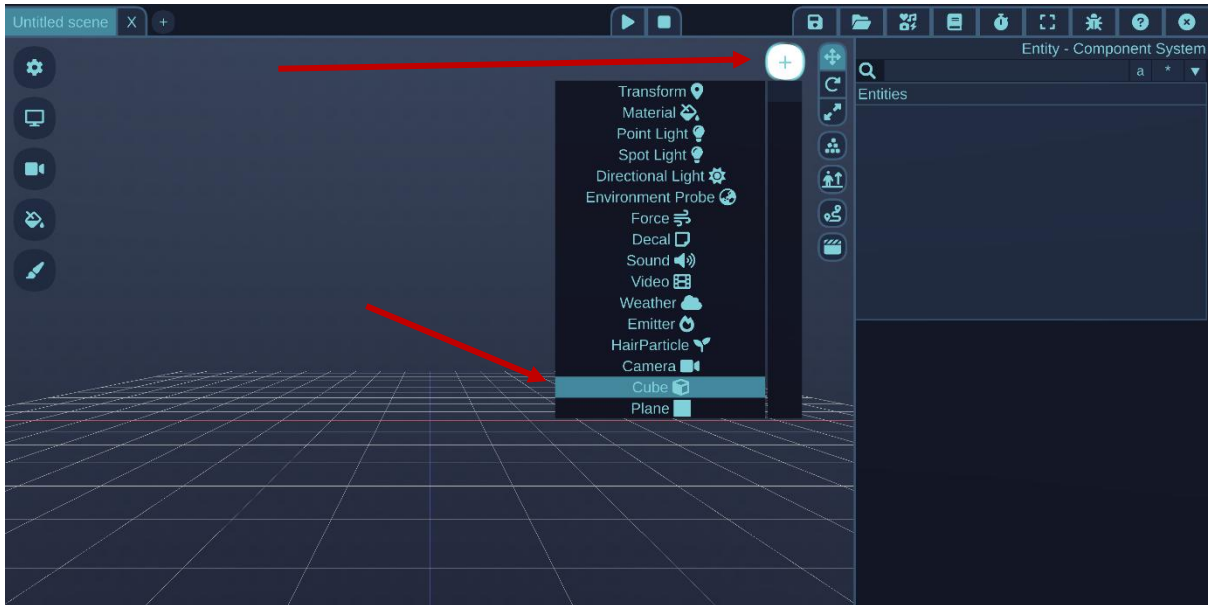 Untitled scene X +
Entity - Component System
a * ▼
Entities
Transform
Material
Point Light
Spot Light
Directional Light
Environment Probe
Force
Decal
Sound
Video
Weather
Emitter
HairParticle
Camera
Cube
Plane